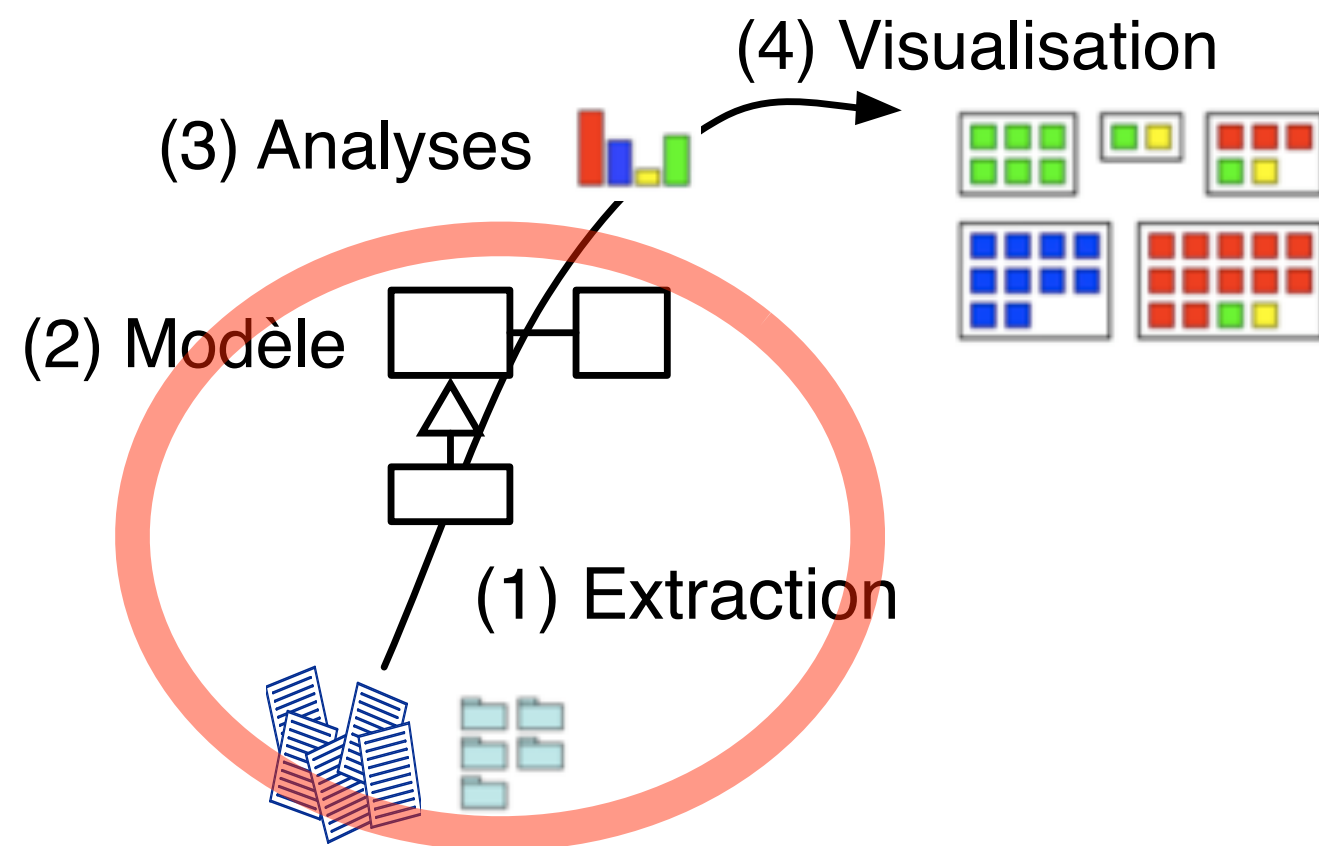 (4) Visualisation
(3) Analyses
(2) Modèle
(1) Extraction